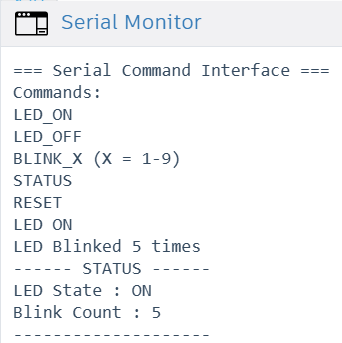 Serial Monitor
=== Serial Command Interface ===
Commands:
LED_ON
LED_OFF
BLINK_X (X = 1-9)
STATUS
RESET
LED ON
LED Blinked 5 times
------ STATUS ------
LED State : ON
Blink Count : 5
--------------------